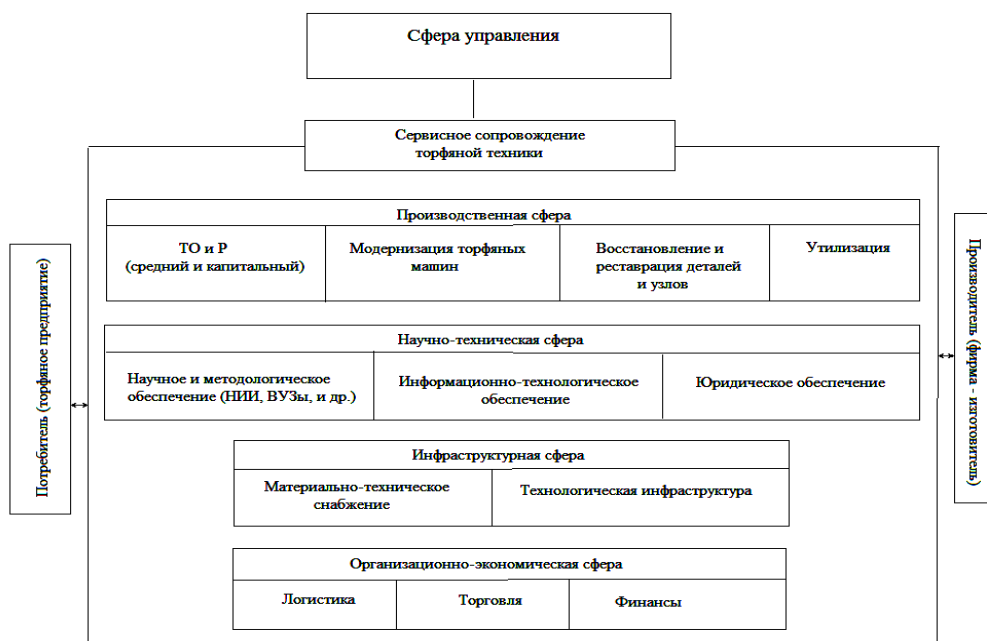 Сфера управления
Сервисное сопровождение
торфяной техники
Производственная сфера
ТО и Р
(средний и капитальный)
Модернизация торфяных
машин
Восстановление и
реставрация деталей
и узлов
Утилизация
Научно-техническая сфера
Научное и методологическое
обеспечение (НИИ, ВУЗы, и др.)
Информационно-технологическое
обеспечение
Юридическое обеспечение
Инфраструктурная сфера
Материально-техническое
снабжение
Технологическая инфраструктура
Организационно-экономическая сфера
Логистика
Торговля
Финансы
Потребитель (торфяное предприятие)
Производитель (фирма - изготовитель)